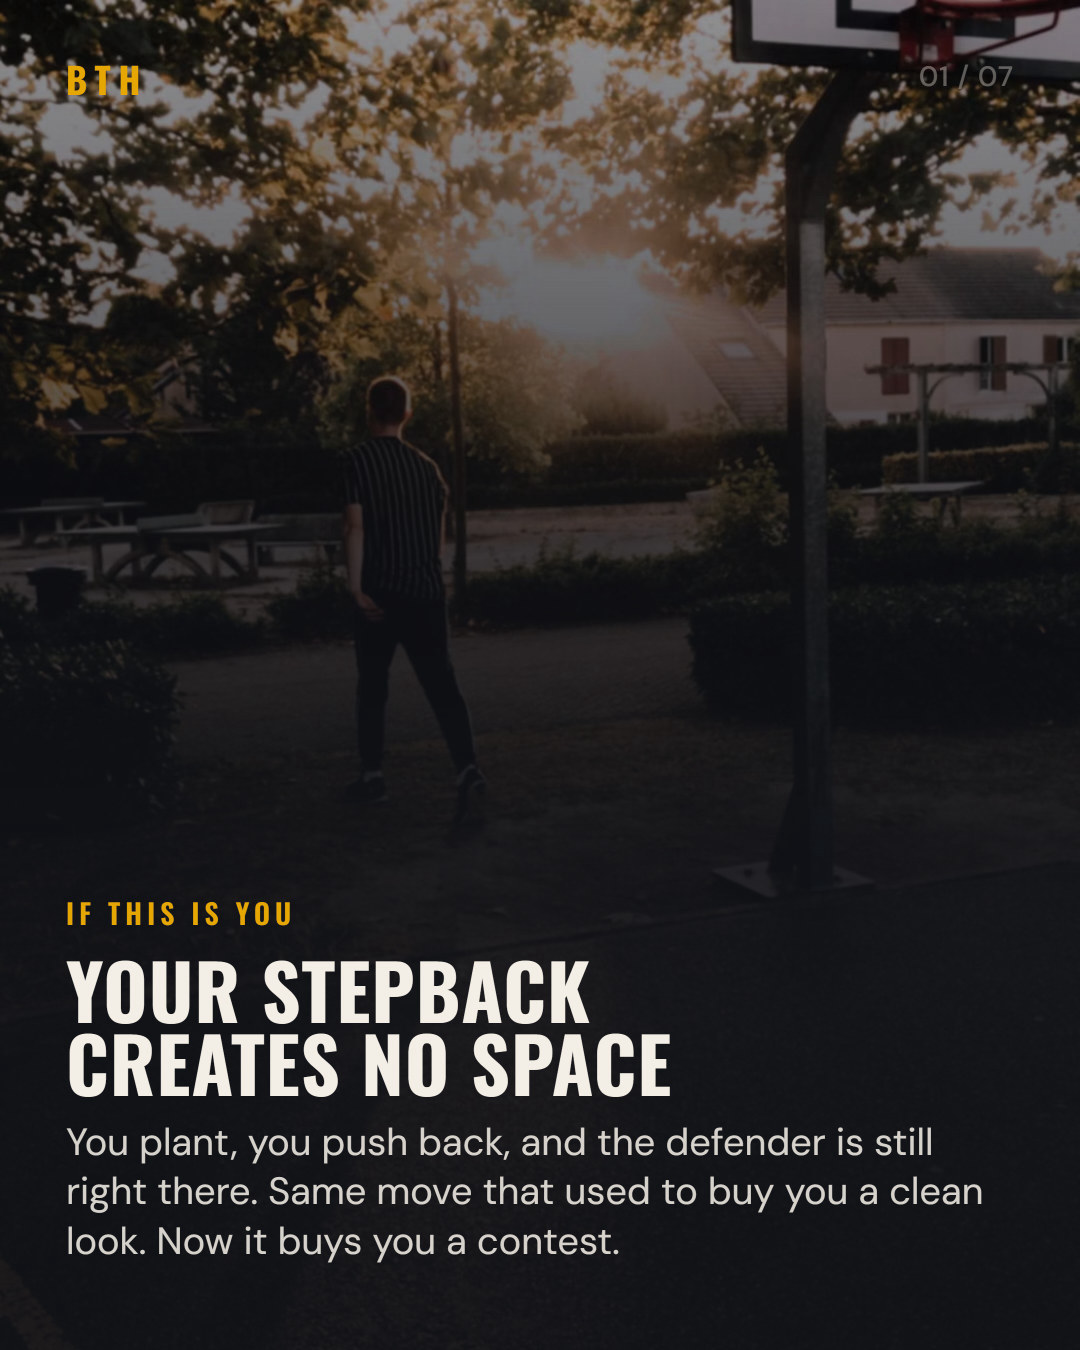 BTH
01 / 07
IF THIS IS YOU
YOUR STEPBACK
CREATES NO SPACE
You plant, you push back, and the defender is still
right there. Same move that used to buy you a clean
look. Now it buys you a contest.